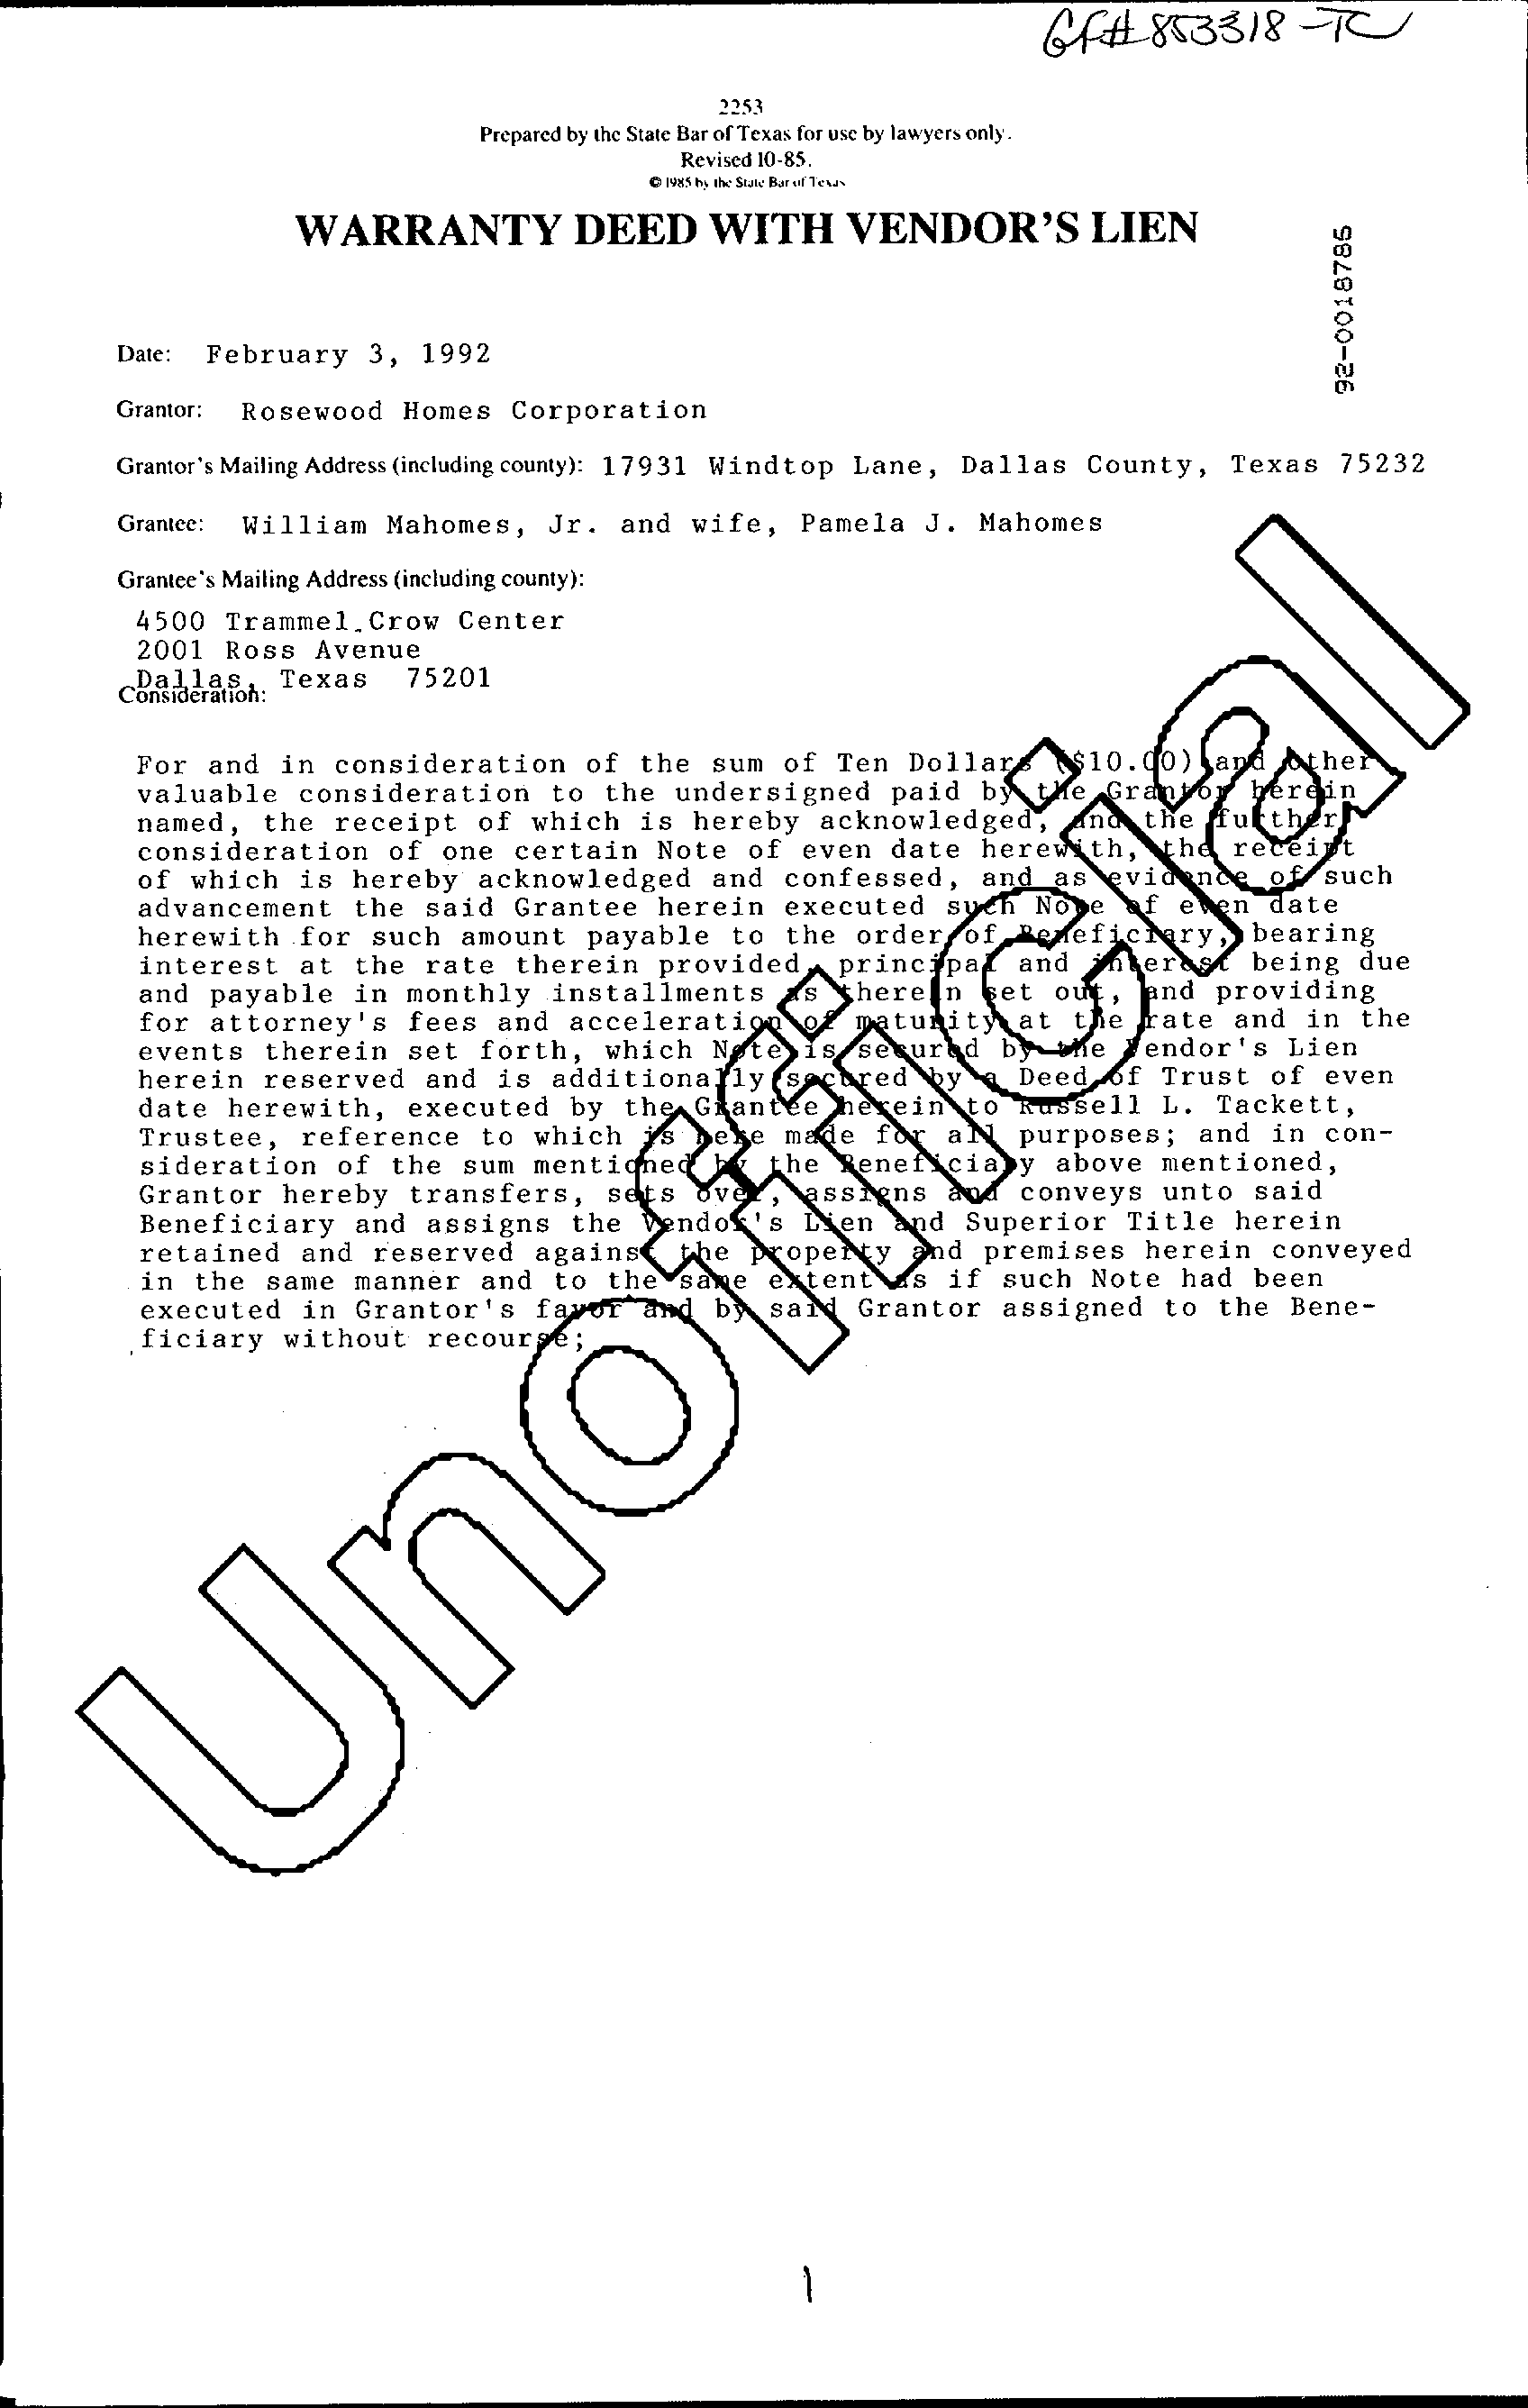 GF# 853318-TC
2253
Prepared by the State Bar of Texas for use by lawyers only.
Revised 10-85.
© 1985 by the State Bar of Texas
WARRANTY DEED WITH VENDOR'S LIEN
92-0018785
Date: February 3, 1992
Grantor: Rosewood Homes Corporation
Grantor's Mailing Address (including county): 17931 Windtop Lane, Dallas County, Texas 75232
Grantee: William Mahomes, Jr. and wife, Pamela J. Mahomes
Grantee's Mailing Address (including county):
4500 Trammel Crow Center
2001 Ross Avenue
Dallas, Texas 75201
Consideration:
For and in consideration of the sum of Ten Dollars ($10.00) and other
valuable consideration to the undersigned paid by the Grantor herein
named, the receipt of which is hereby acknowledged, and the further
consideration of one certain Note of even date herewith, the receipt
of which is hereby acknowledged and confessed, and as evidence of such
advancement the said Grantee herein executed such Note of even date
herewith for such amount payable to the order of Beneficiary, bearing
interest at the rate therein provided, principal and interest being due
and payable in monthly installments as therein set out, and providing
for attorney's fees and acceleration of maturity at the rate and in the
events therein set forth, which Note is secured by the Vendor's Lien
herein reserved and is additionally secured by a Deed of Trust of even
date herewith, executed by the Grantee herein to Russell L. Tackett,
Trustee, reference to which is here made for all purposes; and in con-
sideration of the sum mentioned by the Beneficiary above mentioned,
Grantor hereby transfers, sets over, assigns and conveys unto said
Beneficiary and assigns the Vendor's Lien and Superior Title herein
retained and reserved against the property and premises herein conveyed
in the same manner and to the same extent as if such Note had been
executed in Grantor's favor and by said Grantor assigned to the Bene-
ficiary without recourse;
Unofficial
1